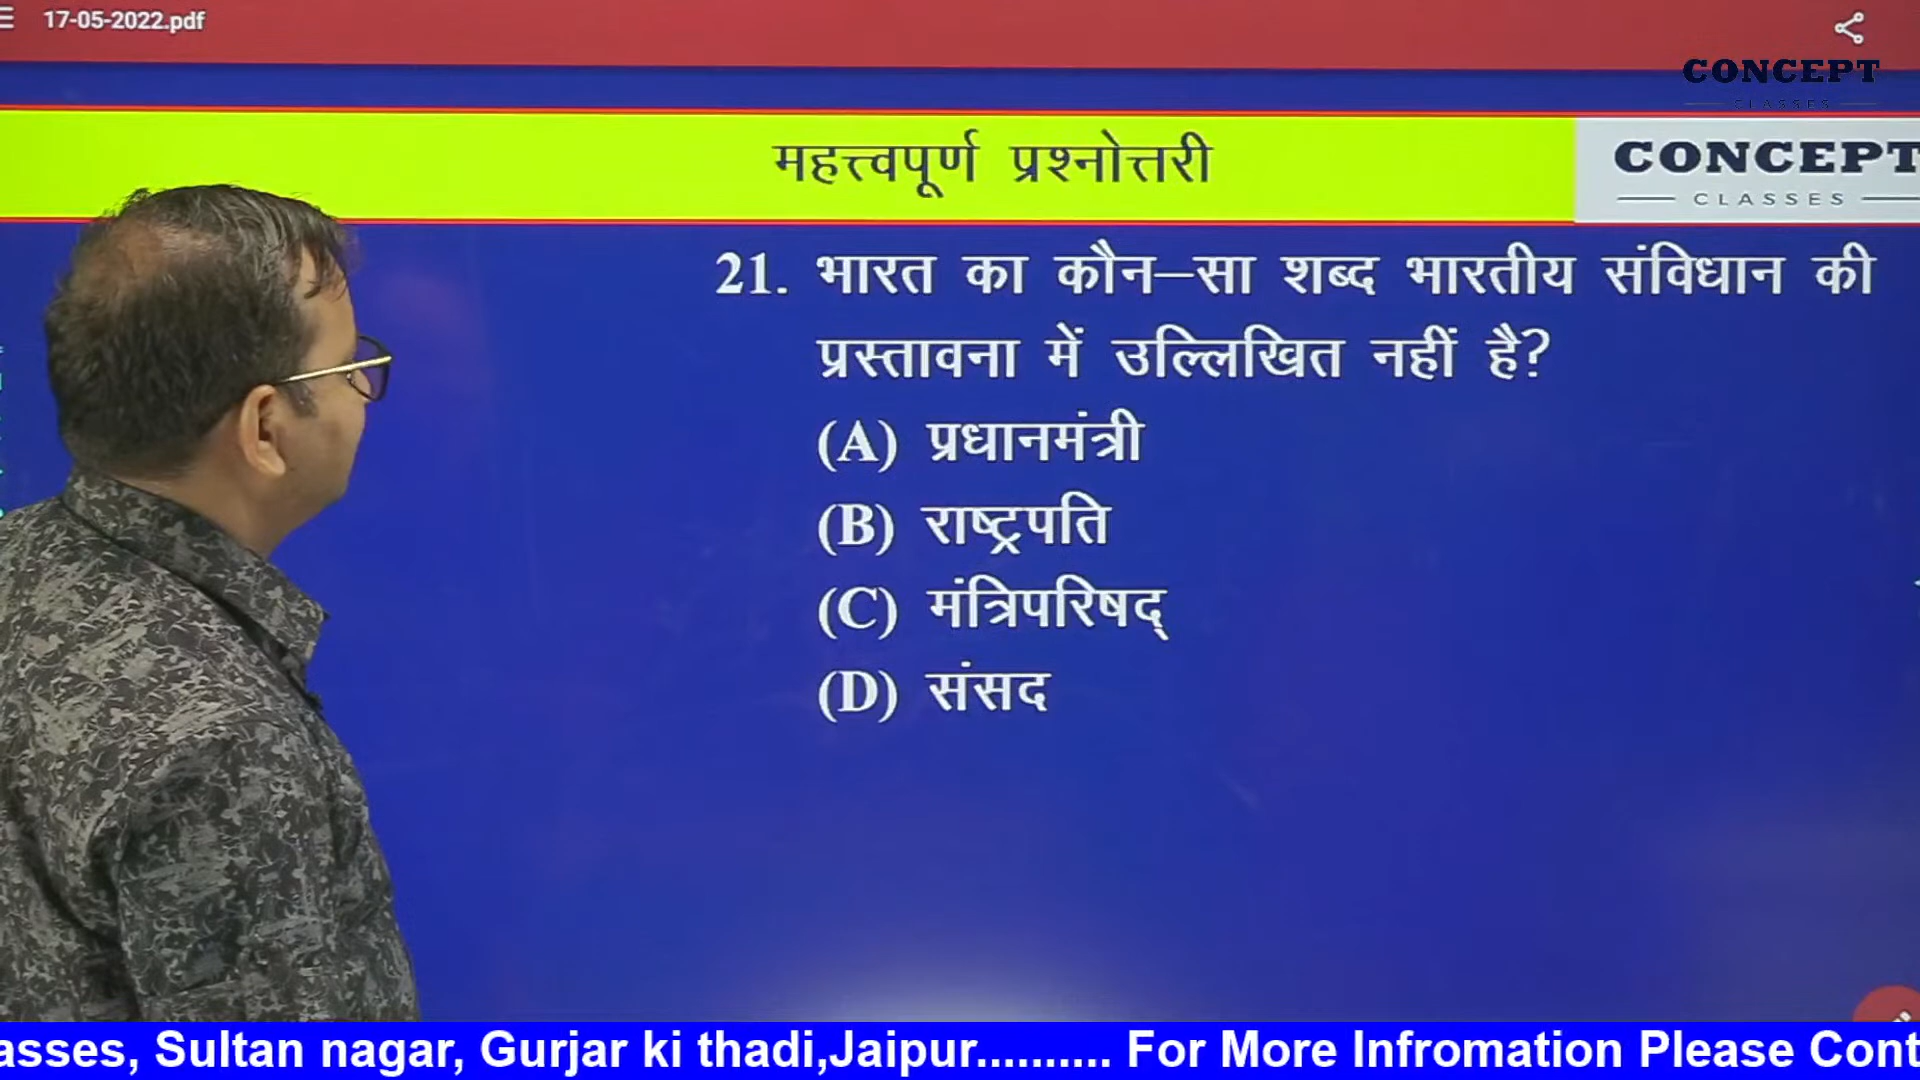 17-05-2022.pdf
CONCEPT
CLASSES
महत्त्वपूर्ण प्रश्नोत्तरी
CONCEPT
CLASSES
21. भारत का कौन–सा शब्द भारतीय संविधान की
प्रस्तावना में उल्लिखित नहीं है?
(A) प्रधानमंत्री
(B) राष्ट्रपति
(C) मंत्रिपरिषद्
(D) संसद
asses, Sultan nagar, Gurjar ki thadi,Jaipur.......... For More Infromation Please Cont